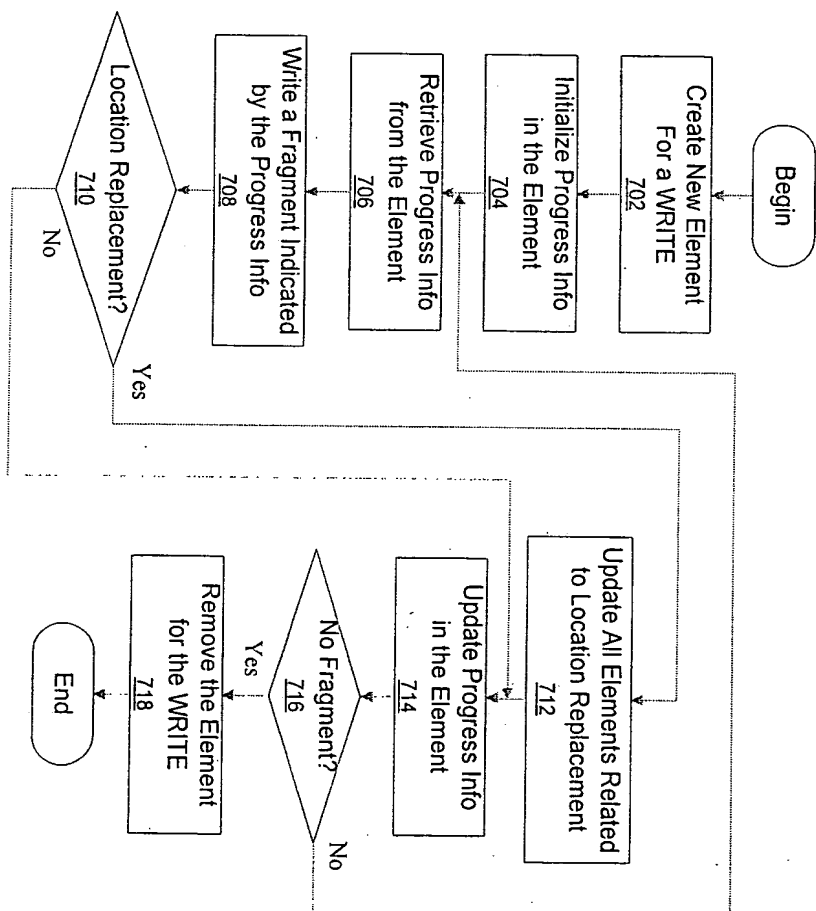 Begin
Create New Element
For a WRITE
702
Initialize Progress Info
in the Element
704
Retrieve Progress Info
from the Element
706
Write a Fragment Indicated
by the Progress Info
708
Location Replacement?
710
Yes
No
Update All Elements Related
to Location Replacement
712
Update Progress Info
in the Element
714
No Fragment?
716
No
Yes
Remove the Element
for the WRITE
718
End